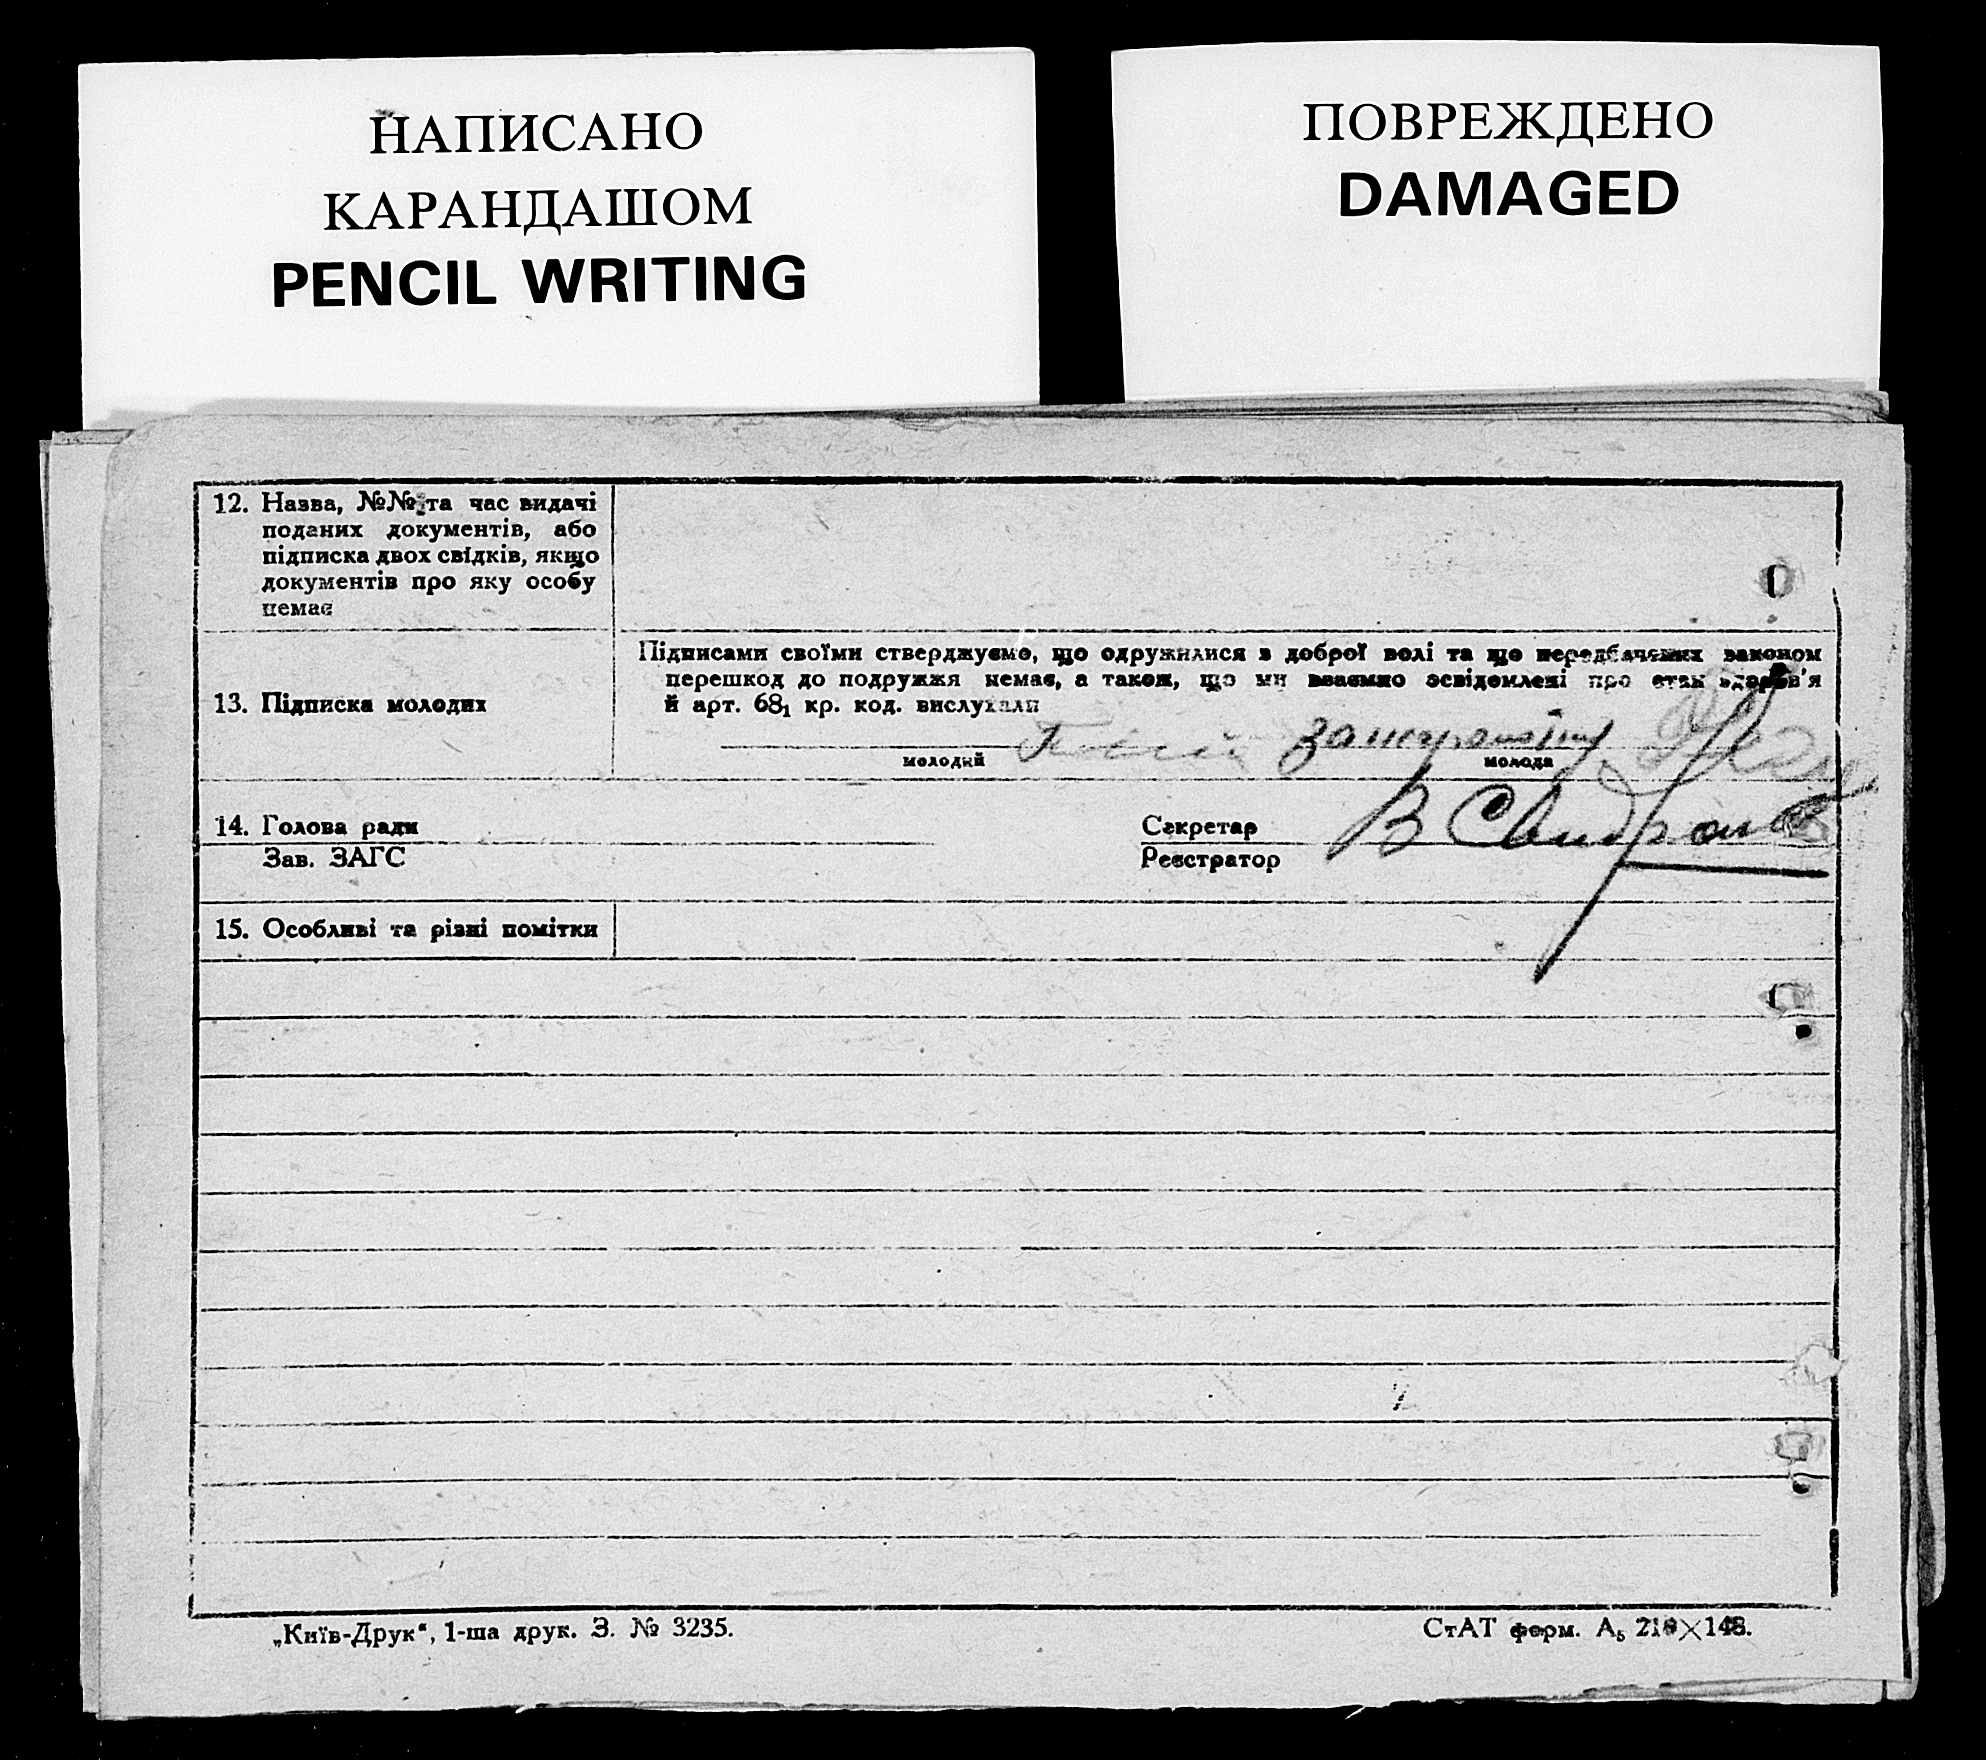 НАПИСАНО
КАРАНДАШОМ
PENCIL WRITING
ПОВРЕЖДЕНО
DAMAGED
12. Назва, №№ та час видачі
поданих документів, або
підписка двох свідків, якщо
документів про яку особу
немає
13. Підписка молодих
Підписами своїми стверджуємо, що одружилися з доброї волі та що передбачених законом
перешкод до подружжя немає, а також, що ми взаємно освідомлені про стан здоров'я
й арт. 68₁ кр. код. вислухали
молодий
молода
14. Голова ради
Зав. ЗАГС
Секретар
Реєстратор
15. Особливі та різні помітки
„Київ-Друк“, 1-ша друк. З. № 3235.
СтАТ форм. А₅ 210×148.